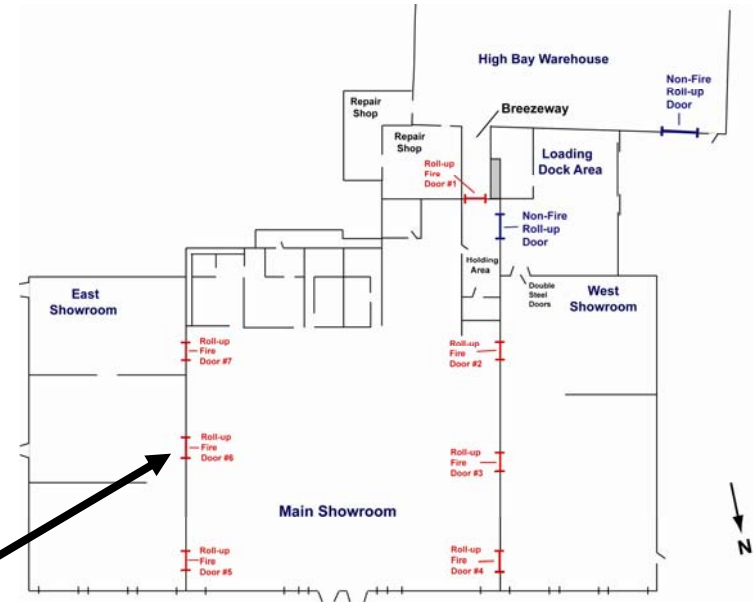 High Bay Warehouse
Non-Fire
Roll-up
Door
Repair
Shop
Breezeway
Repair
Shop
Roll-up
Fire
Door #1
Loading
Dock Area
Non-Fire
Roll-up
Door
Holding
Area
Double
Steel
Doors
East
Showroom
West
Showroom
Roll-up
Fire
Door #7
Roll-up
Fire
Door #2
Roll-up
Fire
Door #6
Roll-up
Fire
Door #3
Main Showroom
Roll-up
Fire
Door #5
Roll-up
Fire
Door #4
N